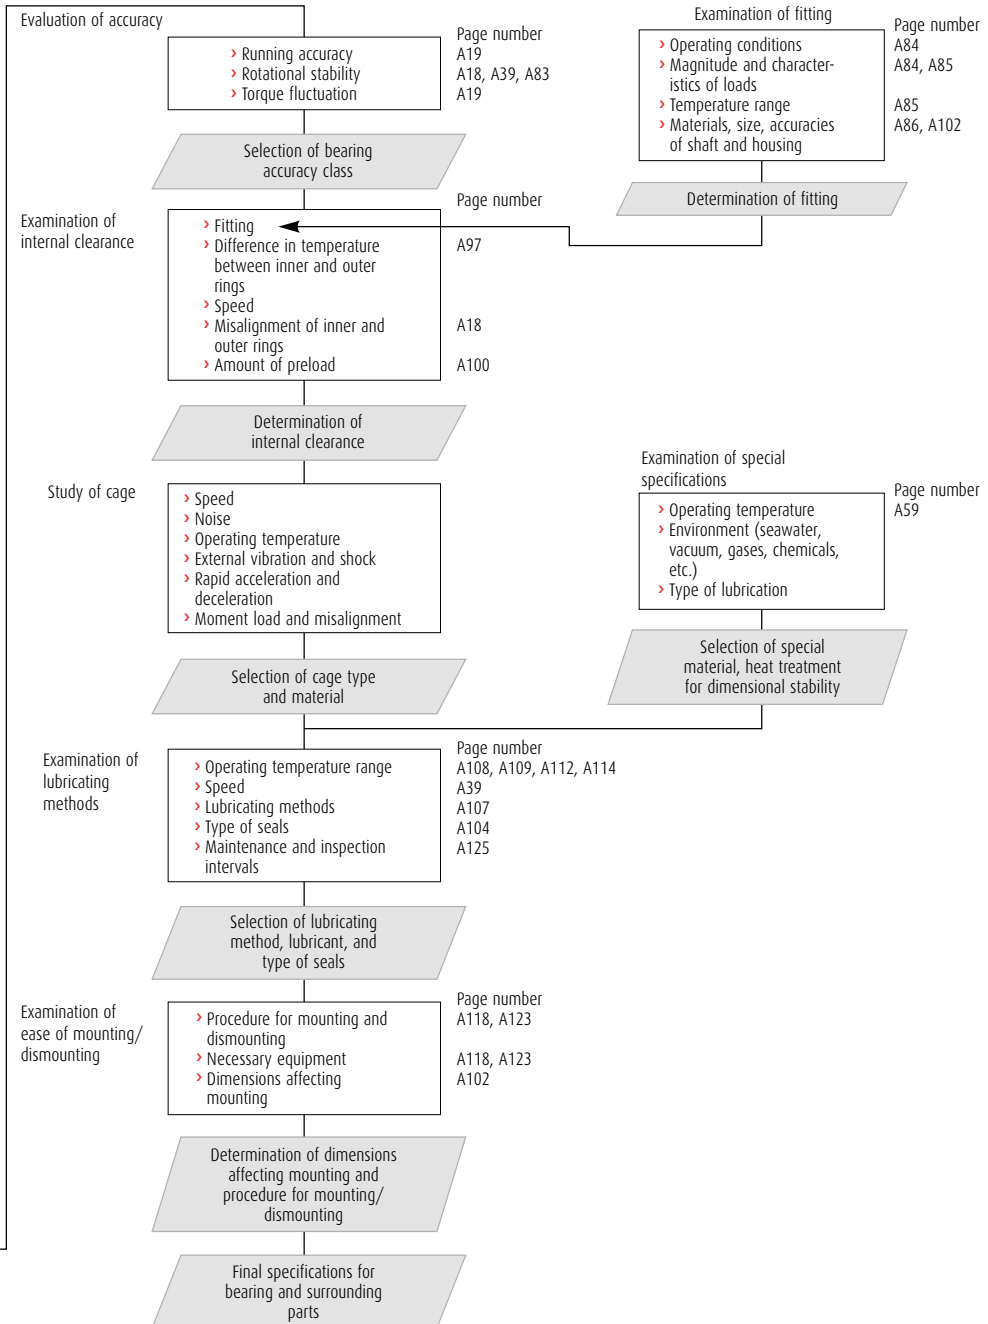 Evaluation of accuracy
Page number
› Running accuracy
A19
› Rotational stability
A18, A39, A83
› Torque fluctuation
A19
Selection of bearing
accuracy class
Examination of fitting
Page number
› Operating conditions
A84
› Magnitude and character-
A84, A85
istics of loads
› Temperature range
A85
› Materials, size, accuracies
A86, A102
of shaft and housing
Determination of fitting
Examination of
internal clearance
Page number
› Fitting
› Difference in temperature
A97
between inner and outer
rings
› Speed
› Misalignment of inner and
A18
outer rings
› Amount of preload
A100
Determination of
internal clearance
Study of cage
› Speed
› Noise
› Operating temperature
› External vibration and shock
› Rapid acceleration and
deceleration
› Moment load and misalignment
Selection of cage type
and material
Examination of special
specifications
Page number
› Operating temperature
A59
› Environment (seawater,
vacuum, gases, chemicals,
etc.)
› Type of lubrication
Selection of special
material, heat treatment
for dimensional stability
Examination of
lubricating
methods
Page number
› Operating temperature range
A108, A109, A112, A114
› Speed
A39
› Lubricating methods
A107
› Type of seals
A104
› Maintenance and inspection
A125
intervals
Selection of lubricating
method, lubricant, and
type of seals
Examination of
ease of mounting/
dismounting
Page number
› Procedure for mounting and
A118, A123
dismounting
› Necessary equipment
A118, A123
› Dimensions affecting
A102
mounting
Determination of dimensions
affecting mounting and
procedure for mounting/
dismounting
Final specifications for
bearing and surrounding
parts